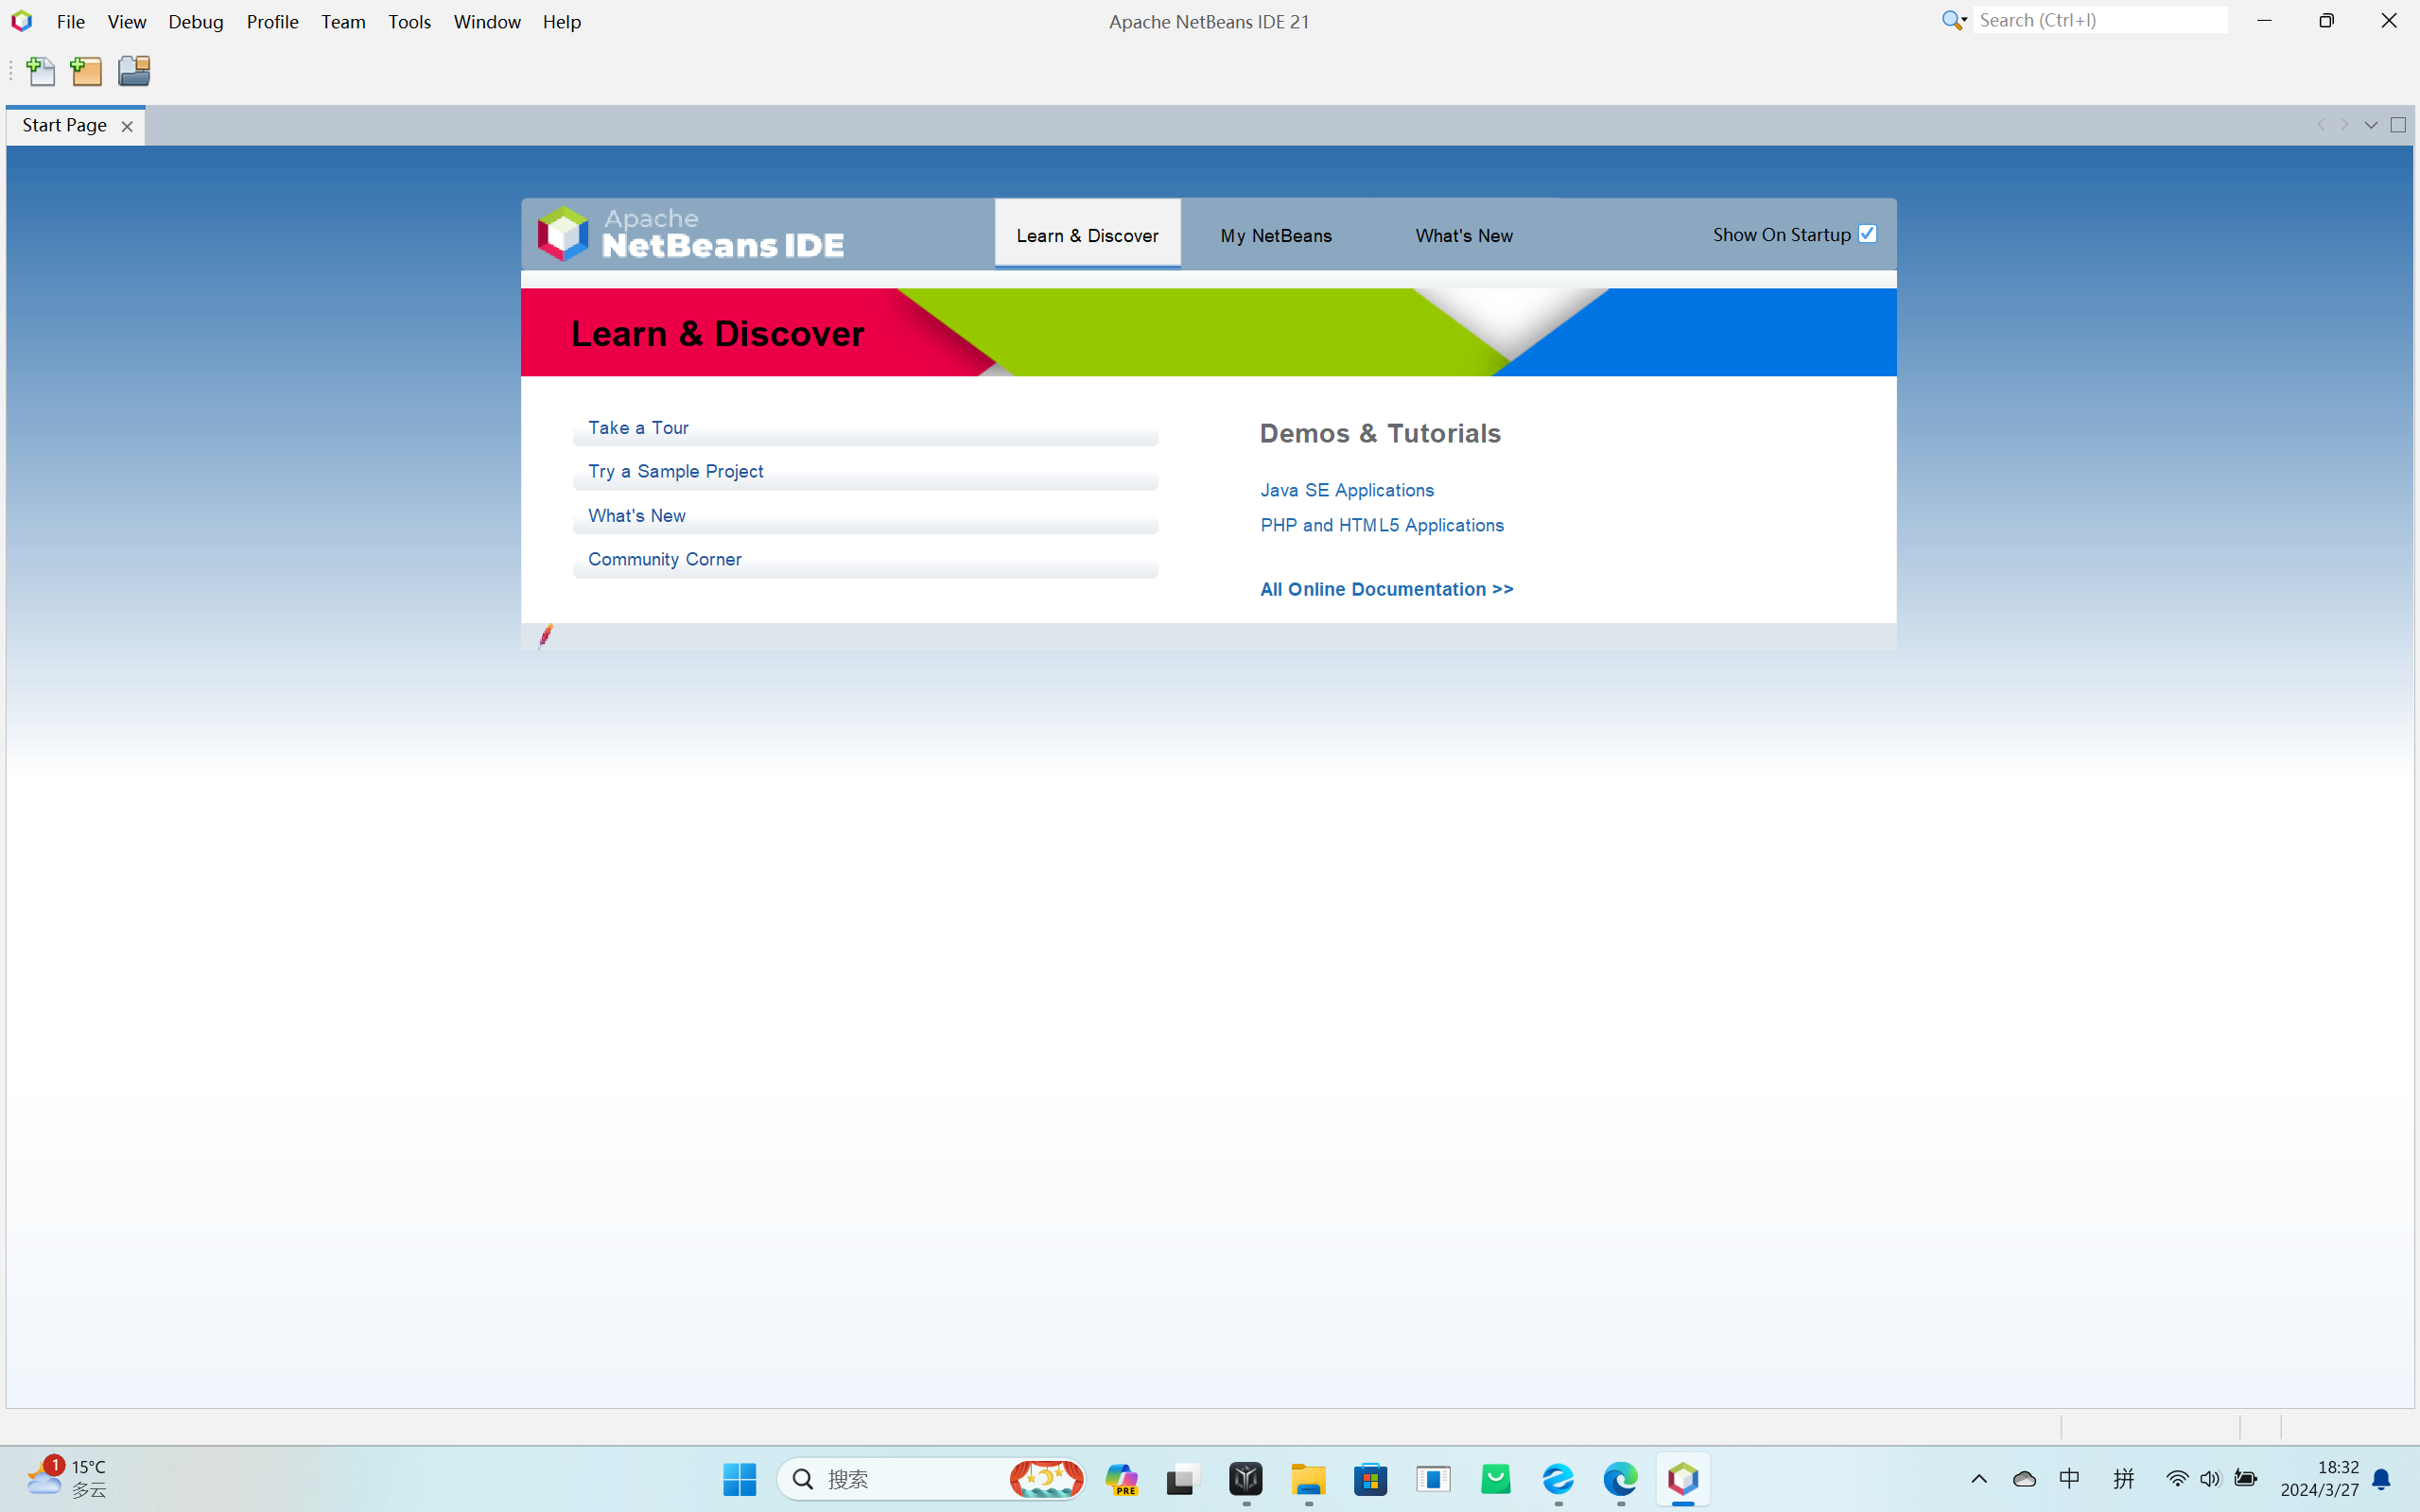 File View Debug Profile Team Tools Window Help
Apache NetBeans IDE 21
Search (Ctrl+I)
Start Page
Apache
NetBeans IDE
Learn & Discover
My NetBeans
What's New
Show On Startup
Learn & Discover
Take a Tour
Try a Sample Project
What's New
Community Corner
Demos & Tutorials
Java SE Applications
PHP and HTML5 Applications
All Online Documentation >>
1
15°C
多云
搜索
PRE
中
拼
18:32
2024/3/27